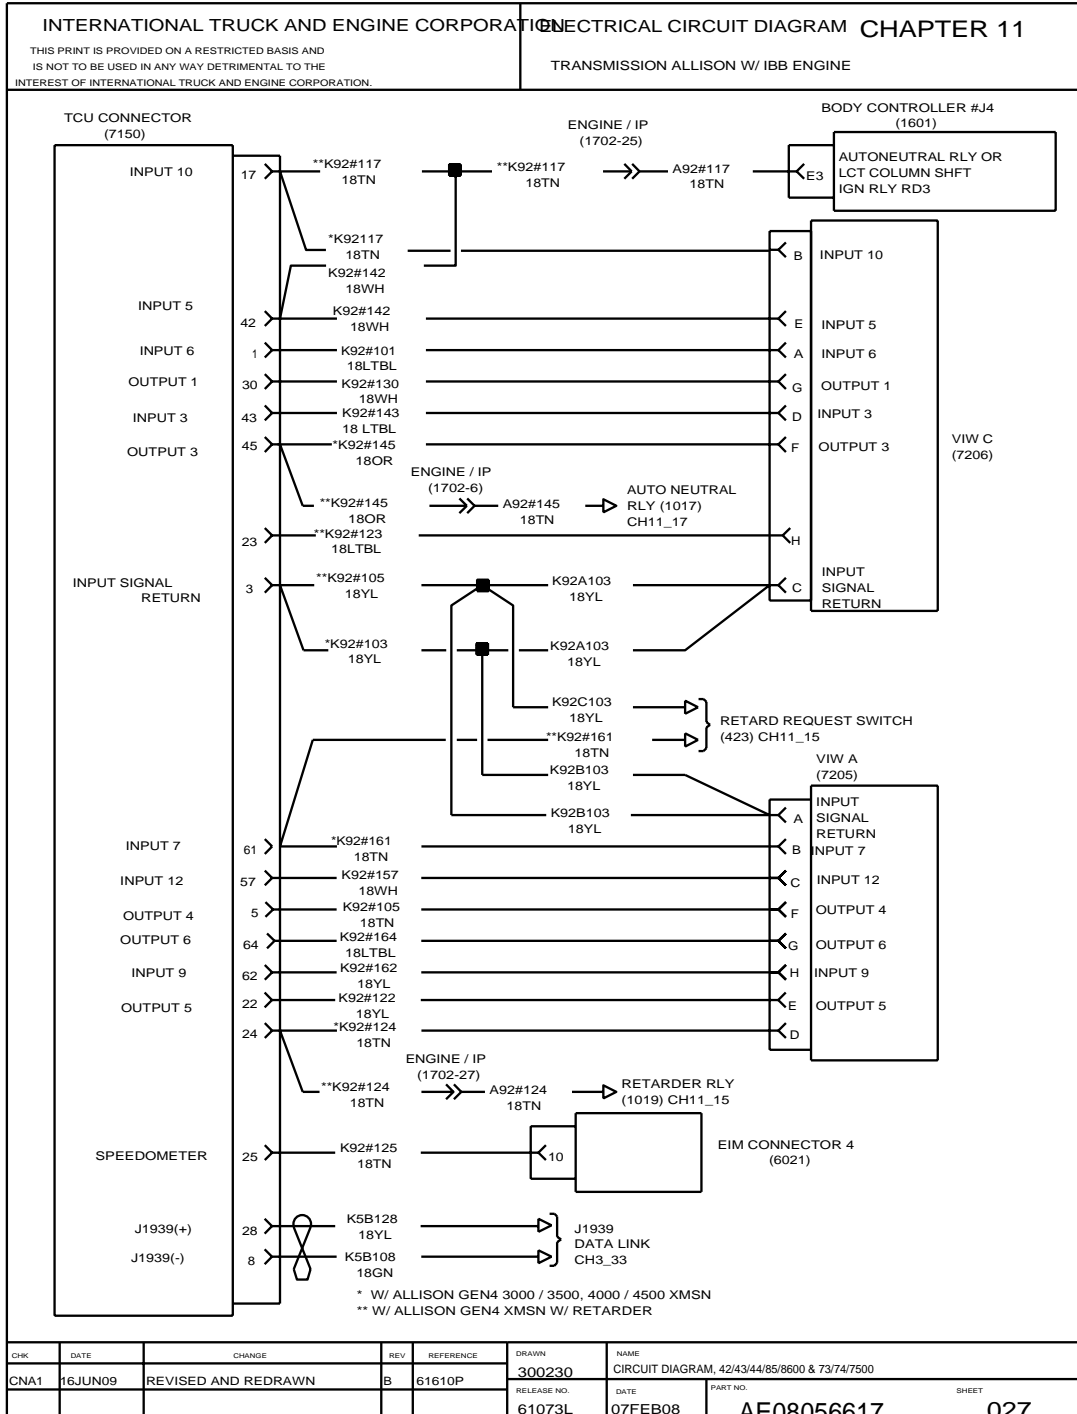 INTERNATIONAL TRUCK AND ENGINE CORPORATION
THIS PRINT IS PROVIDED ON A RESTRICTED BASIS AND
IS NOT TO BE USED IN ANY WAY DETRIMENTAL TO THE
INTEREST OF INTERNATIONAL TRUCK AND ENGINE CORPORATION.
ELECTRICAL CIRCUIT DIAGRAM CHAPTER 11
TRANSMISSION ALLISON W/ IBB ENGINE
TCU CONNECTOR
(7150)
ENGINE / IP
(1702-25)
BODY CONTROLLER #J4
(1601)
INPUT 10
17
**K92#117
18TN
**K92#117
18TN
A92#117
18TN
E3
AUTONEUTRAL RLY OR
LCT COLUMN SHFT
IGN RLY RD3
*K92117
18TN
B
INPUT 10
K92#142
18WH
INPUT 5
42
K92#142
18WH
E
INPUT 5
INPUT 6
1
K92#101
18LTBL
A
INPUT 6
OUTPUT 1
30
K92#130
18WH
G
OUTPUT 1
INPUT 3
43
K92#143
18 LTBL
D
INPUT 3
OUTPUT 3
45
*K92#145
18OR
F
OUTPUT 3
VIW C
(7206)
ENGINE / IP
(1702-6)
**K92#145
18OR
A92#145
18TN
AUTO NEUTRAL
RLY (1017)
CH11_17
23
**K92#123
18LTBL
H
INPUT SIGNAL
RETURN
3
**K92#105
18YL
K92A103
18YL
C
INPUT
SIGNAL
RETURN
*K92#103
18YL
K92A103
18YL
K92C103
18YL
**K92#161
18TN
RETARD REQUEST SWITCH
(423) CH11_15
K92B103
18YL
VIW A
(7205)
K92B103
18YL
A
INPUT
SIGNAL
RETURN
INPUT 7
61
*K92#161
18TN
B
INPUT 7
INPUT 12
57
K92#157
18WH
C
INPUT 12
OUTPUT 4
5
K92#105
18TN
F
OUTPUT 4
OUTPUT 6
64
K92#164
18LTBL
G
OUTPUT 6
INPUT 9
62
K92#162
18YL
H
INPUT 9
OUTPUT 5
22
K92#122
18YL
E
OUTPUT 5
24
*K92#124
18TN
D
ENGINE / IP
(1702-27)
**K92#124
18TN
A92#124
18TN
RETARDER RLY
(1019) CH11_15
SPEEDOMETER
25
K92#125
18TN
10
EIM CONNECTOR 4
(6021)
J1939(+)
28
K5B128
18YL
J1939(-)
8
K5B108
18GN
J1939
DATA LINK
CH3_33
* W/ ALLISON GEN4 3000 / 3500, 4000 / 4500 XMSN
** W/ ALLISON GEN4 XMSN W/ RETARDER
CHK DATE CHANGE REV REFERENCE
CNA1 16JUN09 REVISED AND REDRAWN B 61610P
DRAWN
300230
NAME
CIRCUIT DIAGRAM, 42/43/44/85/8600 & 73/74/7500
RELEASE NO.
61073L
DATE
07FEB08
PART NO.
AE08056617
SHEET
027